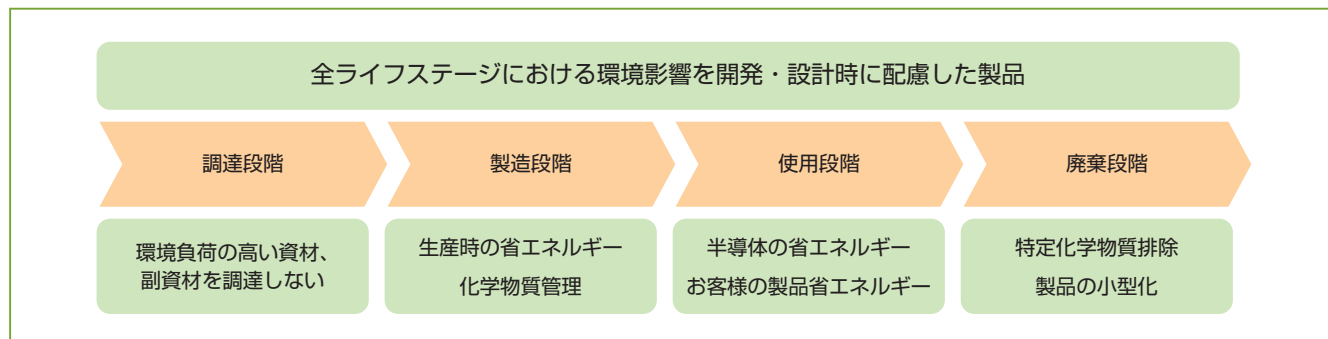 全ライフステージにおける環境影響を開発・設計時に配慮した製品
調達段階
製造段階
使用段階
廃棄段階
環境負荷の高い資材、
副資材を調達しない
生産時の省エネルギー
化学物質管理
半導体の省エネルギー
お客様の製品省エネルギー
特定化学物質排除
製品の小型化